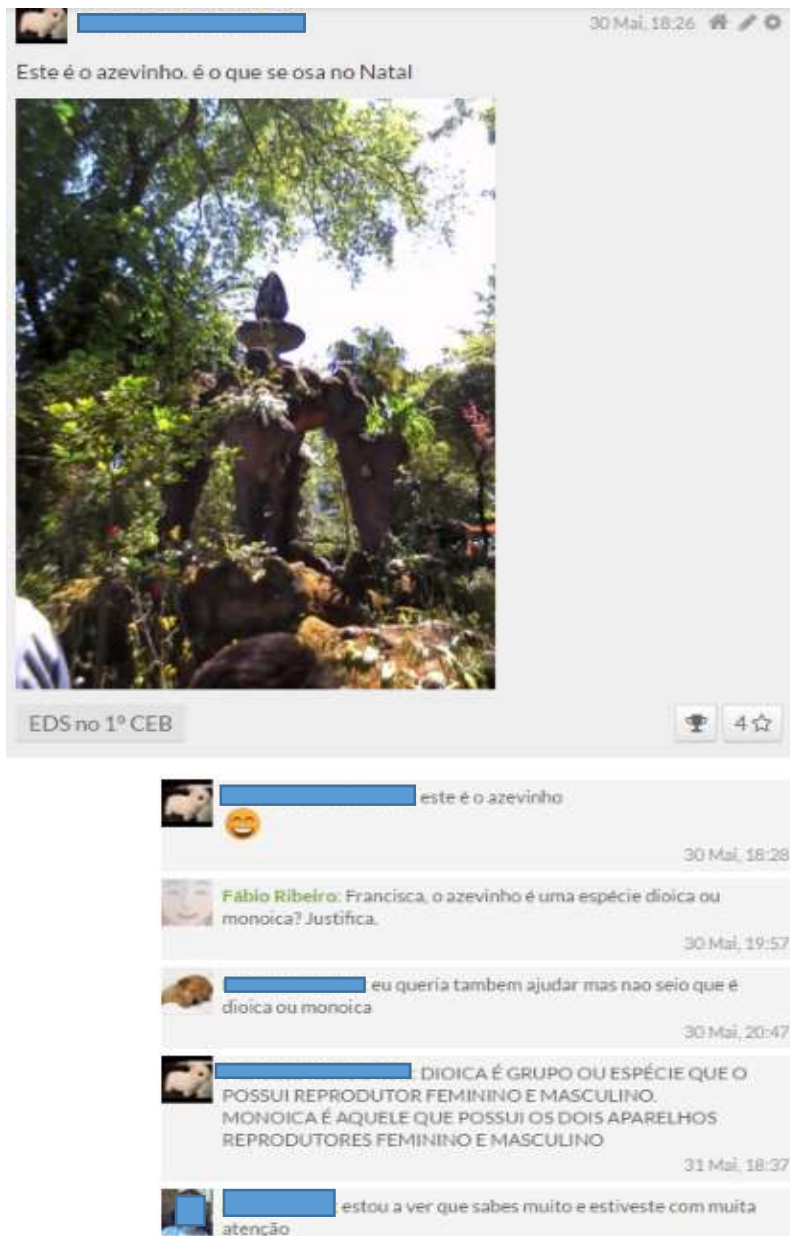 30 Mai, 18:26
Este é o azevinho. é o que se osa no Natal
EDS no 1º CEB
4
este é o azevinho
30 Mai, 18:28
Fábio Ribeiro: Francisca, o azevinho é uma espécie dioica ou
monoica? Justifica.
30 Mai, 19:57
eu queria tambem ajudar mas nao seio que é
dioica ou monoica
30 Mai, 20:47
: DIOICA É GRUPO OU ESPÉCIE QUE O
POSSUI REPRODUTOR FEMININO E MASCULINO.
MONOICA É AQUELE QUE POSSUI OS DOIS APARELHOS
REPRODUTORES FEMININO E MASCULINO
31 Mai, 18:37
: estou a ver que sabes muito e estiveste com muita
atenção